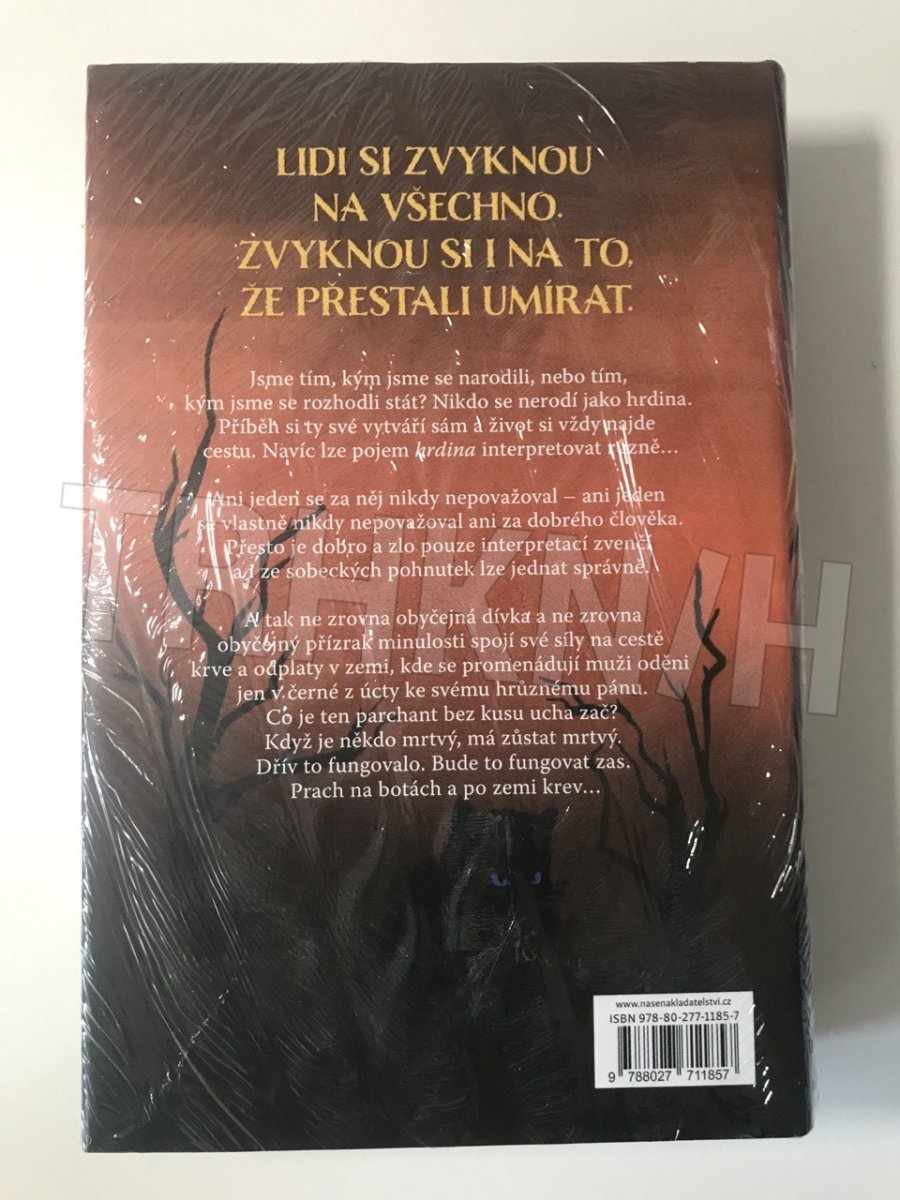 LIDI SI ZVYKNOU
NA VŠECHNO.
ZVYKNOU SI I NA TO,
ŽE PŘESTALI UMÍRAT.
Jsme tím, kým jsme se narodili, nebo tím,
kým jsme se rozhodli stát? Nikdo se nerodí jako hrdina.
Příběh si ty své vytváří sám a život si vždy najde
cestu. Navíc lze pojem hrdina interpretovat různě...
Ani jeden se za něj nikdy nepovažoval – ani jeden
se vlastně nikdy nepovažoval ani za dobrého člověka.
Přesto je dobro a zlo pouze interpretací zvenčí
a i ze sobeckých pohnutek lze jednat správně.
A tak ne zrovna obyčejná dívka a ne zrovna
obyčejný přízrak minulosti spojí své síly na cestě
krve a odplaty v zemi, kde se promenádují muži oděni
jen v černé z úcty ke svému hrůznému pánu.
Co je ten parchant bez kusu ucha zač?
Když je někdo mrtvý, má zůstat mrtvý.
Dřív to fungovalo. Bude to fungovat zas.
Prach na botách a po zemi krev...
TRHKNIH
www.nasenakladatelstvi.cz
ISBN 978-80-277-1185-7
9 788027 711857